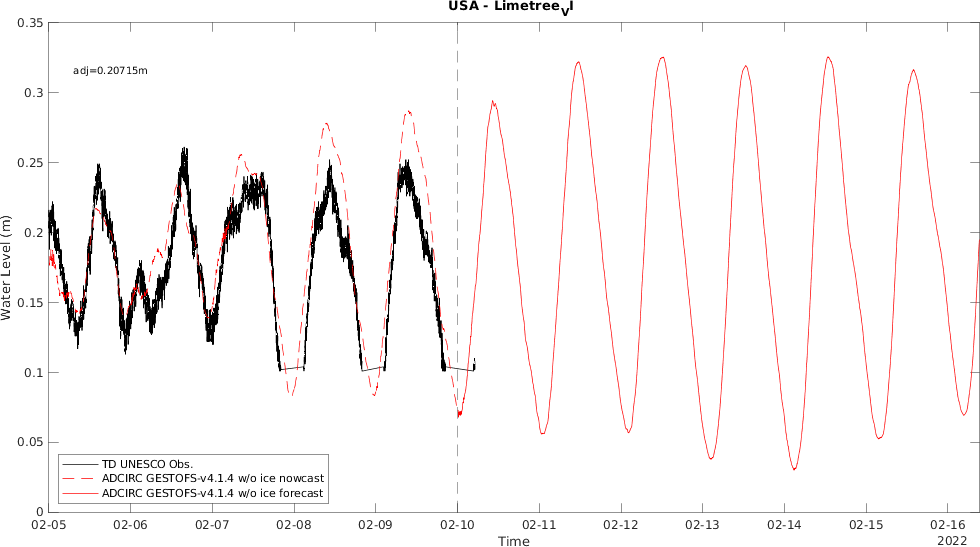 USA - LimetreeVI
0.35
adj=0.20715m
0.3
0.25
0.2
0.15
0.1
0.05
0
Water Level (m)
TD UNESCO Obs.
ADCIRC GESTOFS-v4.1.4 w/o ice nowcast
ADCIRC GESTOFS-v4.1.4 w/o ice forecast
02-05 02-06 02-07 02-08 02-09 02-10 02-11 02-12 02-13 02-14 02-15 02-16
Time
2022